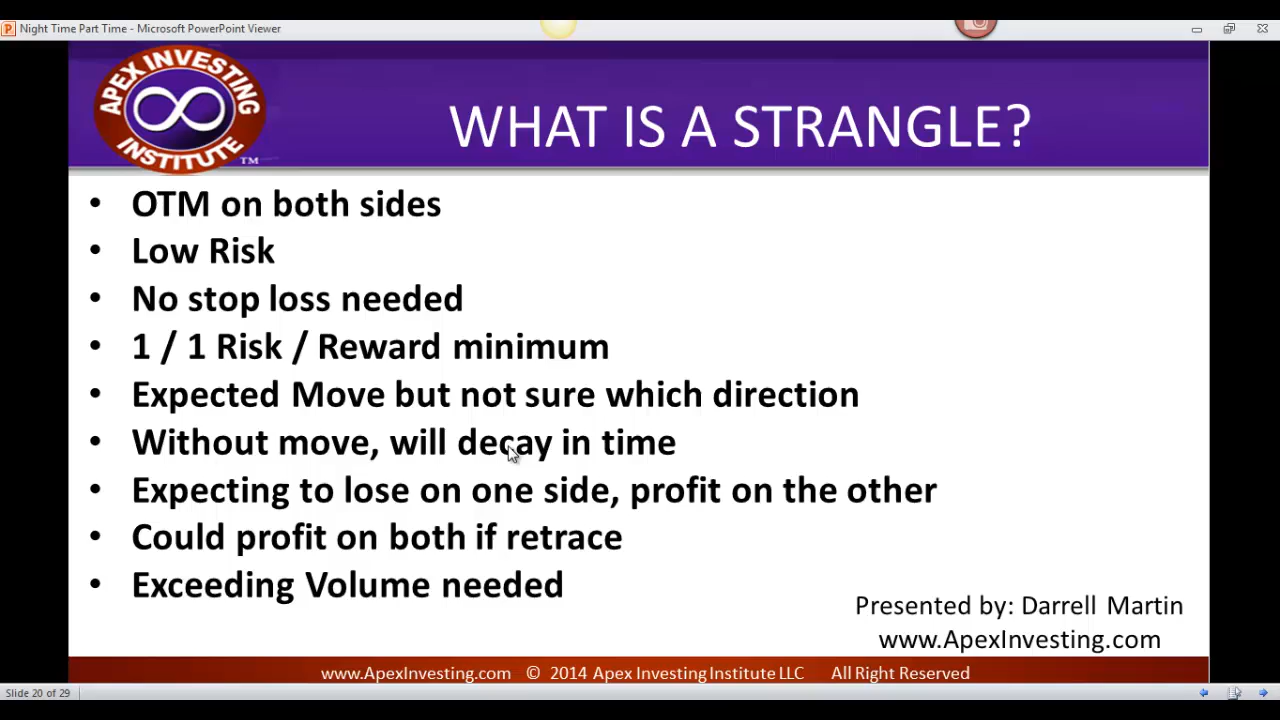 Night Time Part Time - Microsoft PowerPoint Viewer
APEX INVESTING
INSTITUTE
TM
WHAT IS A STRANGLE?
• OTM on both sides
• Low Risk
• No stop loss needed
• 1 / 1 Risk / Reward minimum
• Expected Move but not sure which direction
• Without move, will decay in time
• Expecting to lose on one side, profit on the other
• Could profit on both if retrace
• Exceeding Volume needed
Presented by: Darrell Martin
www.ApexInvesting.com
www.ApexInvesting.com © 2014 Apex Investing Institute LLC All Right Reserved
Slide 20 of 29